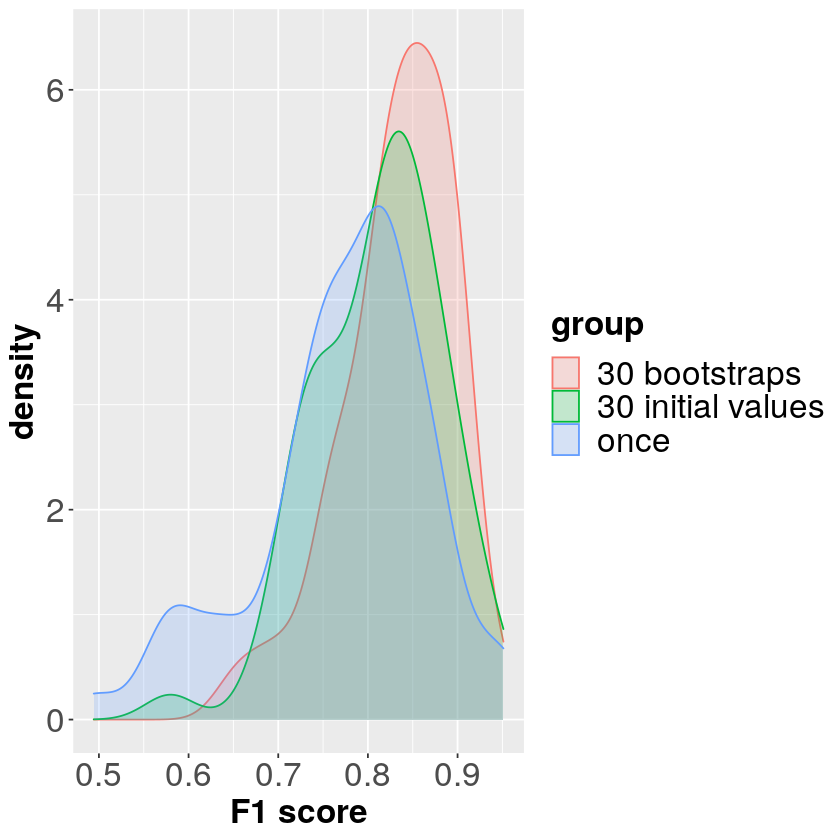 density
6
4
2
0
0.5 0.6 0.7 0.8 0.9
F1 score
group
30 bootstraps
30 initial values
once